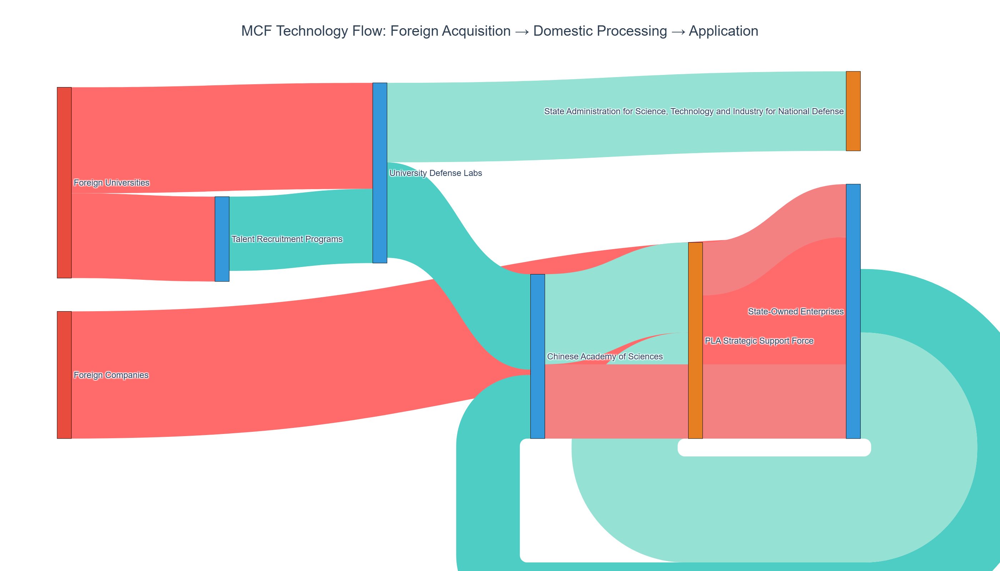 MCF Technology Flow: Foreign Acquisition → Domestic Processing → Application
State Administration for Science, Technology and Industry for National Defense
University Defense Labs
Foreign Universities
Talent Recruitment Programs
State-Owned Enterprises
PLA Strategic Support Force
Chinese Academy of Sciences
Foreign Companies